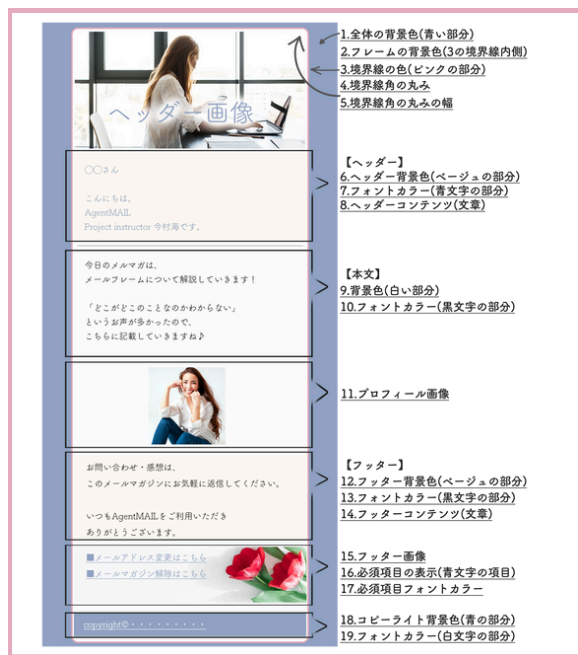 ヘッダー画像
1.全体の背景色(青い部分)
2.フレームの背景色(3の境界線内側)
3.境界線の色(ピンクの部分)
4.境界線角の丸み
5.境界線角の丸みの幅
〇〇さん
こんにちは。
AgentMAIL
Project instructor 今村海です。
【ヘッダー】
6.ヘッダー背景色(ベージュの部分)
7.フォントカラー(青文字の部分)
8.ヘッダーコンテンツ(文章)
今日のメルマガは、
メールフレームについて解説していきます!
「どこがどこのことなのかわからない」
というお声が多かったので、
こちらに記載していきますね♪
【本文】
9.背景色(白い部分)
10.フォントカラー(黒文字の部分)
11.プロフィール画像
お問い合わせ・感想は、
このメールマガジンにお気軽に返信してください。
いつもAgentMAILをご利用いただき
ありがとうございます。
【フッター】
12.フッター背景色(ベージュの部分)
13.フォントカラー(黒文字の部分)
14.フッターコンテンツ(文章)
■メールアドレス変更はこちら
■メールマガジン解除はこちら
15.フッター画像
16.必須項目の表示(青文字の項目)
17.必須項目フォントカラー
copyright©・・・・・・・・・
18.コピーライト背景色(青の部分)
19.フォントカラー(白文字の部分)